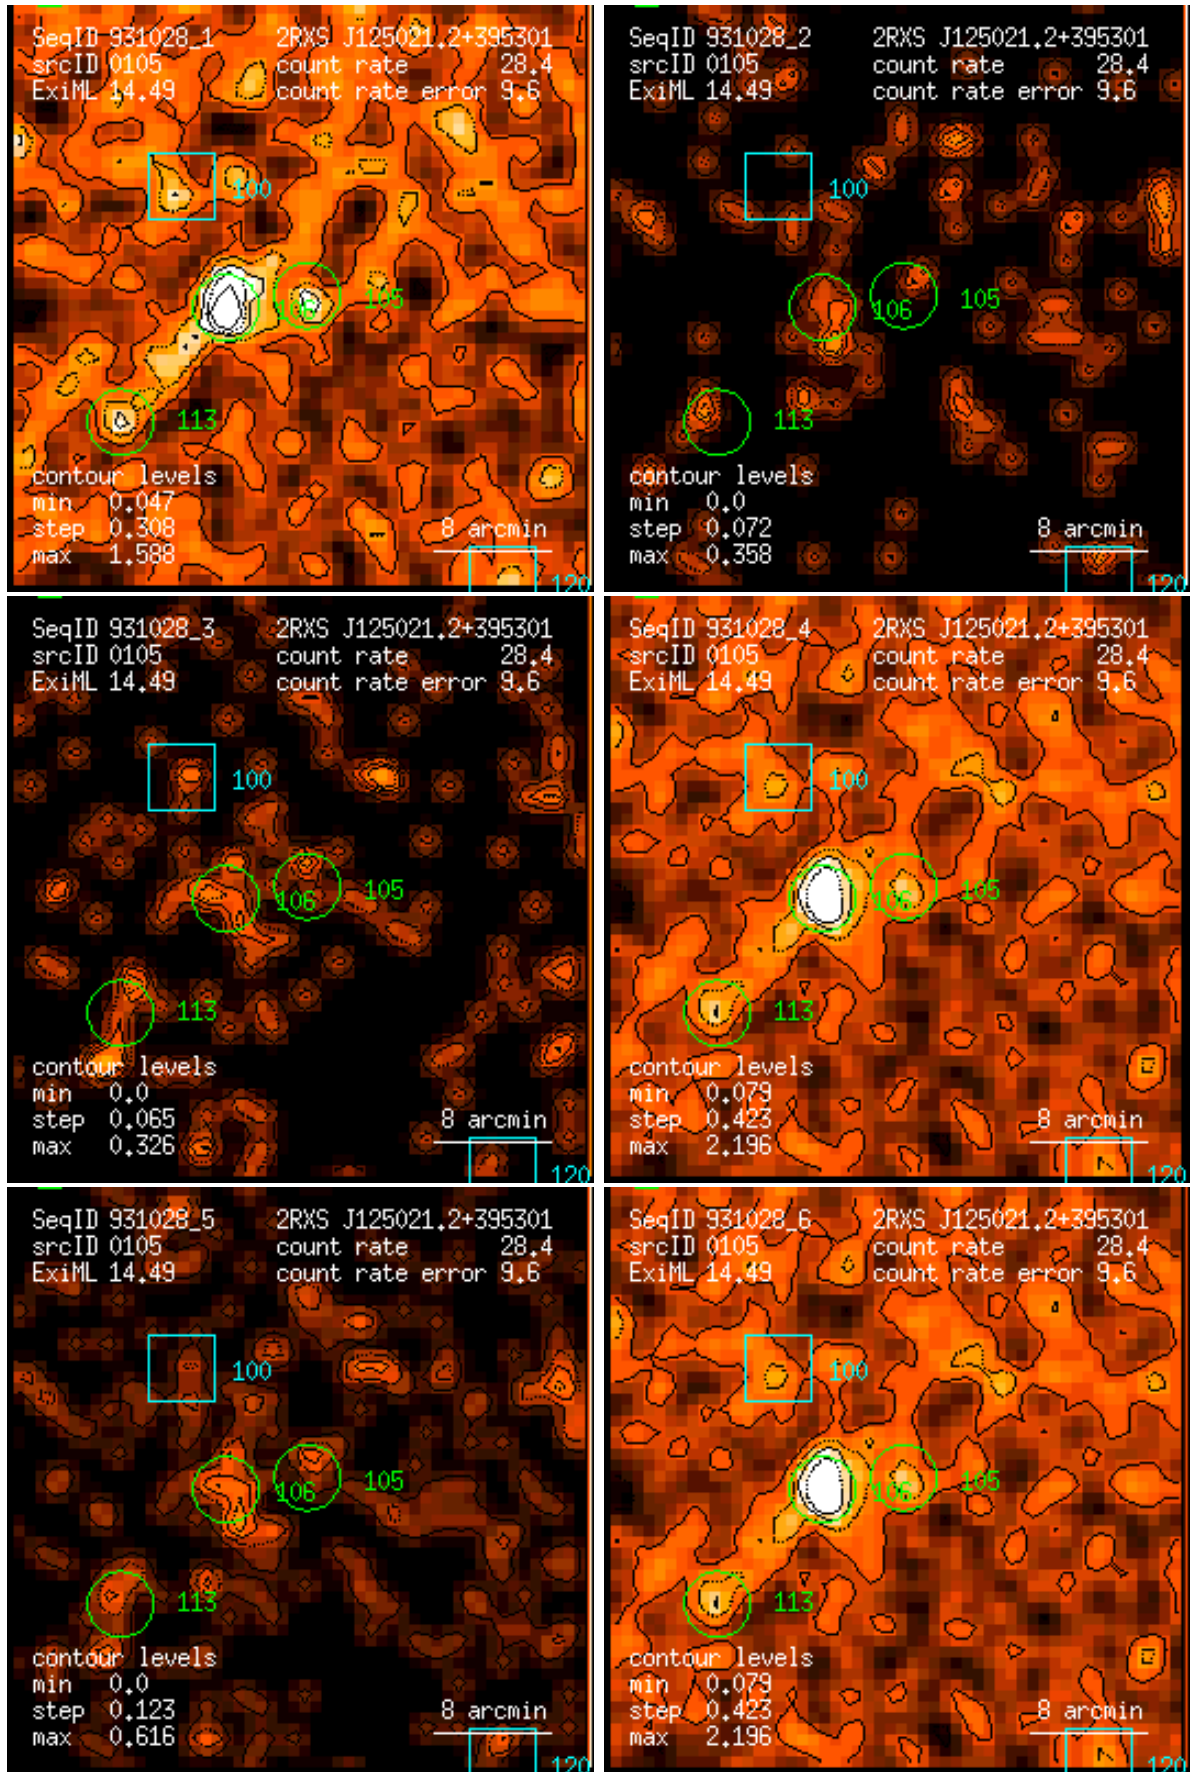 SeqID 931028_1 2RXS J125021.2+395301
srcID 0105 count rate 28.4
ExiML 14.49 count rate error 9.6
100
106 105
113
contour levels
min 0.047
step 0.308 8 arcmin
max 1.588
120
SeqID 931028_2 2RXS J125021.2+395301
srcID 0105 count rate 28.4
ExiML 14.49 count rate error 9.6
100
106 105
113
contour levels
min 0.0
step 0.072 8 arcmin
max 0.358
120
SeqID 931028_3 2RXS J125021.2+395301
srcID 0105 count rate 28.4
ExiML 14.49 count rate error 9.6
100
106 105
113
contour levels
min 0.0
step 0.065 8 arcmin
max 0.326
120
SeqID 931028_4 2RXS J125021.2+395301
srcID 0105 count rate 28.4
ExiML 14.49 count rate error 9.6
100
106 105
113
contour levels
min 0.079
step 0.423 8 arcmin
max 2.196
120
SeqID 931028_5 2RXS J125021.2+395301
srcID 0105 count rate 28.4
ExiML 14.49 count rate error 9.6
100
106 105
113
contour levels
min 0.0
step 0.123 8 arcmin
max 0.616
120
SeqID 931028_6 2RXS J125021.2+395301
srcID 0105 count rate 28.4
ExiML 14.49 count rate error 9.6
100
106 105
113
contour levels
min 0.079
step 0.423 8 arcmin
max 2.196
120